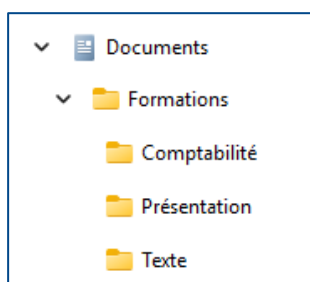 Documents
Formations
Comptabilité
Présentation
Texte